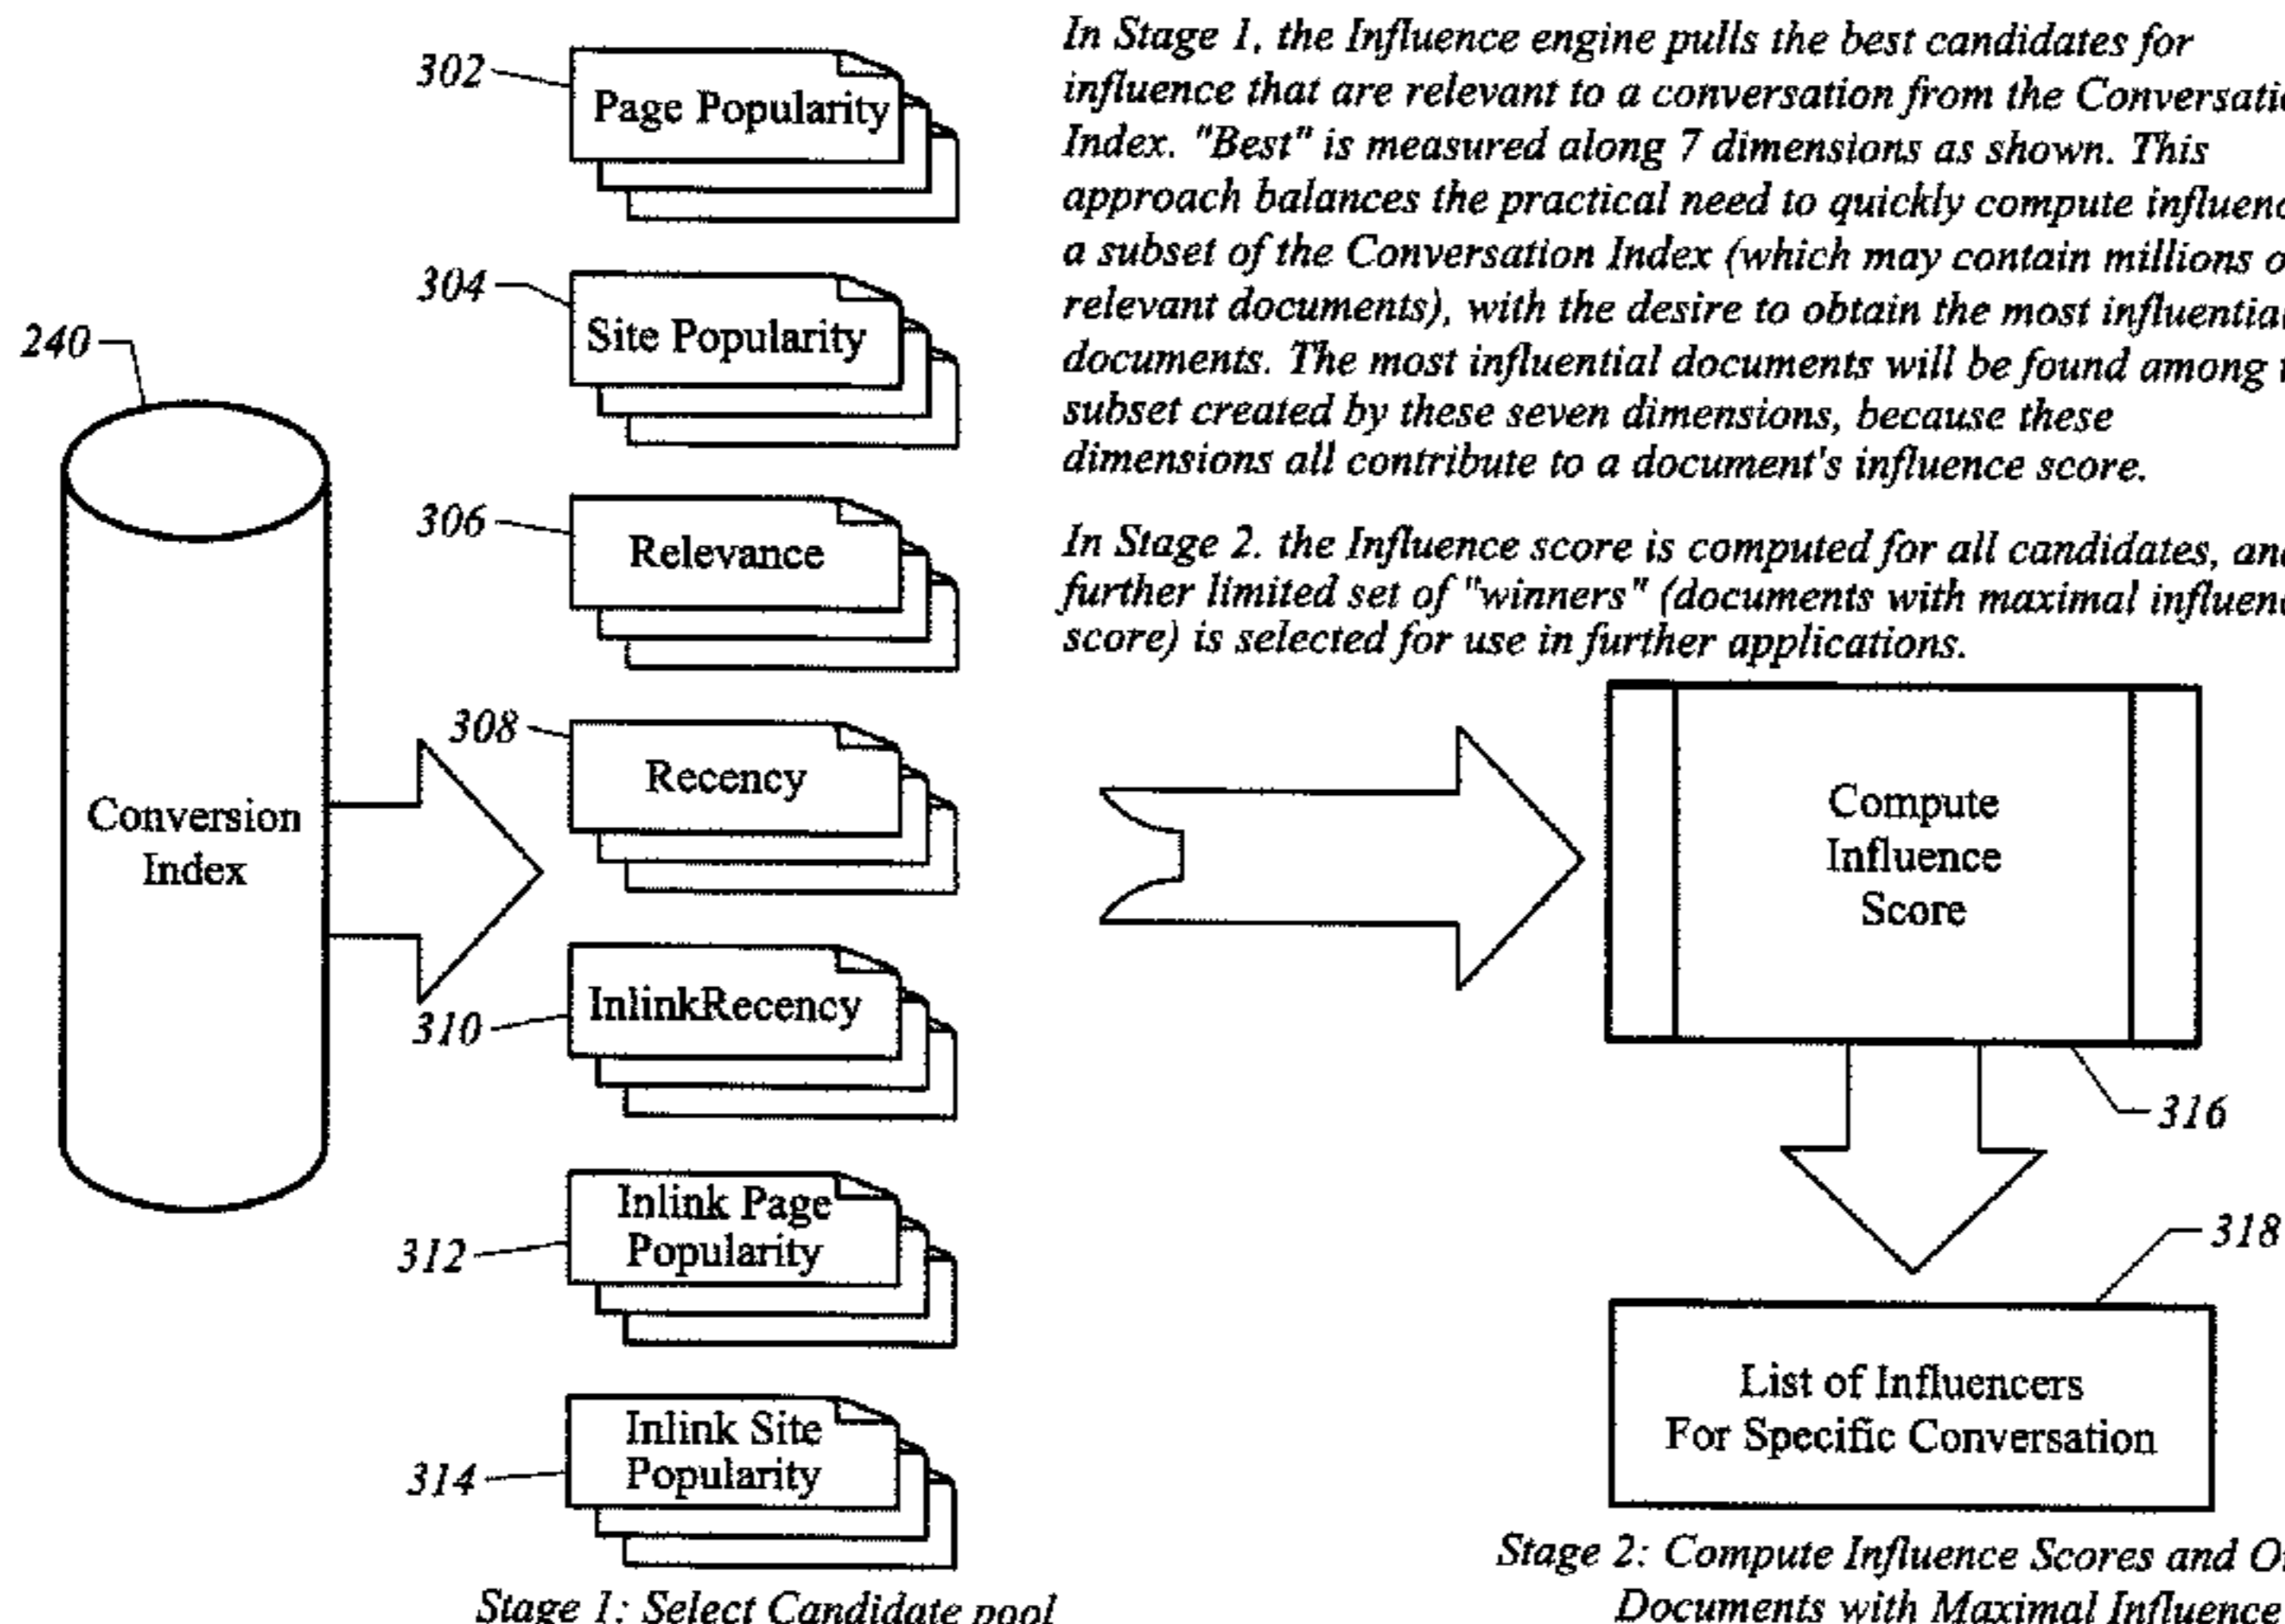 302
Page Popularity
304
Site Popularity
240
306
Relevance
308
Recency
Conversion
Index
310
InlinkRecency
312
Inlink Page
Popularity
314
Inlink Site
Popularity
Stage 1: Select Candidate pool
In Stage 1, the Influence engine pulls the best candidates for
influence that are relevant to a conversation from the
Index. "Best" is measured along 7 dimensions as shown. This
approach balances the practical need to quickly compute
a subset of the Conversation Index (which may contain millions
relevant documents), with the desire to obtain the most influential
documents. The most influential documents will be found among
subset created by these seven dimensions, because these
dimensions all contribute to a document's influence score.
In Stage 2. the Influence score is computed for all candidates, and
further limited set of "winners" (documents with maximal
score) is selected for use in further applications.
Compute
Influence
Score
316
318
List of Influencers
For Specific Conversation
Stage 2: Compute Influence Scores and
Documents with Maximal Influence